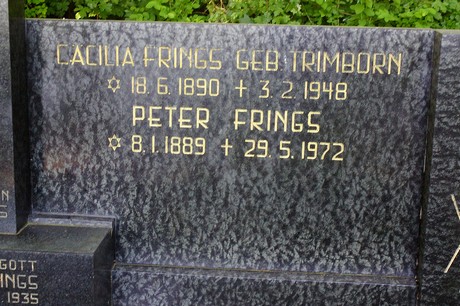 CÄCILIA FRINGS GEB TRIMBORN
✡ 18.6.1890 + 3.2.1948
PETER FRINGS
✡ 8.1.1889 + 29.5.1972
N
5
GOTT
INGS
1935